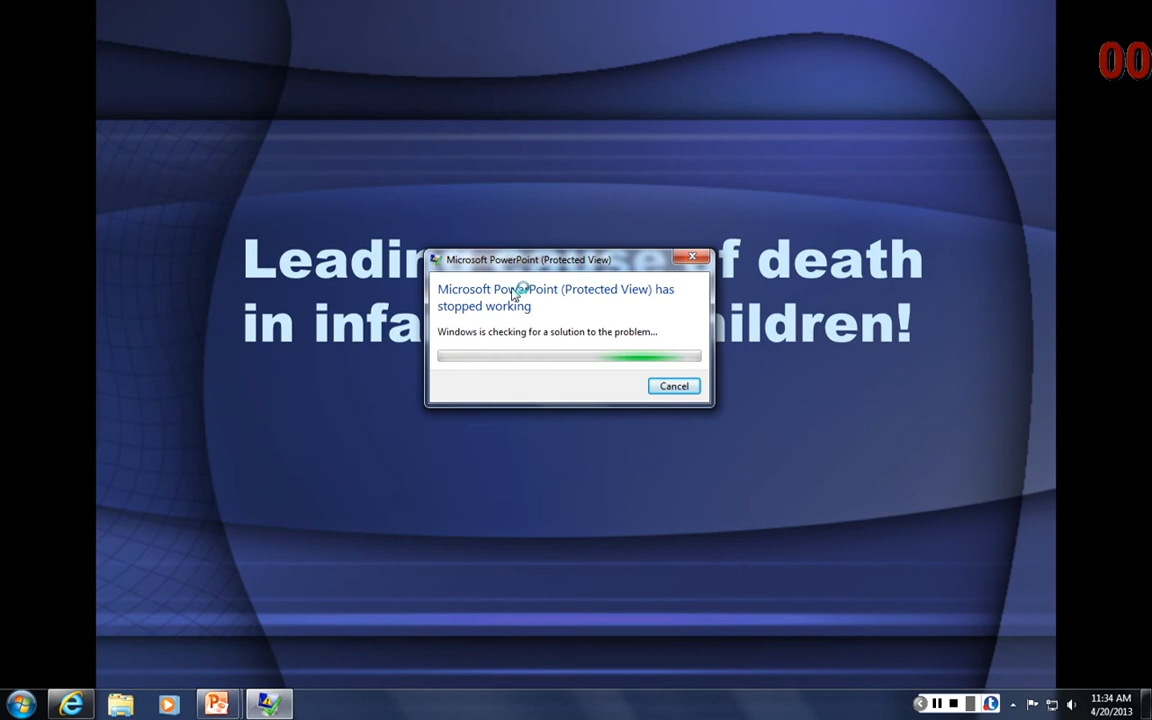 00
Leadin f death
in infa hildren!
Microsoft PowerPoint (Protected View)
Microsoft PowerPoint (Protected View) has
stopped working
Windows is checking for a solution to the problem...
Cancel
11:34 AM
4/20/2013